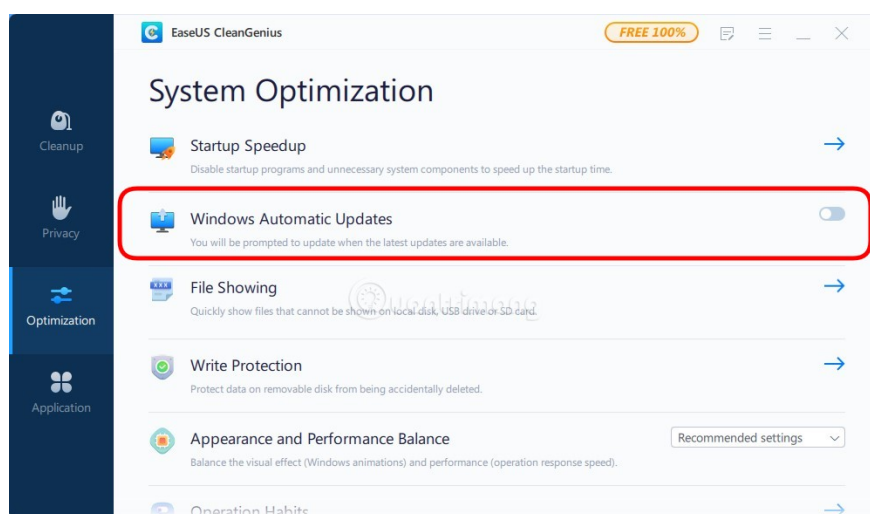 EaseUS CleanGenius
FREE 100%
System Optimization
Cleanup
Privacy
Optimization
Application
Startup Speedup
Disable startup programs and unnecessary system components to speed up the startup time.
Windows Automatic Updates
You will be prompted to update when the latest updates are available.
File Showing
Quickly show files that cannot be shown on local disk, USB drive or SD card.
Quantrimang
Write Protection
Protect data on removable disk from being accidentally deleted.
Appearance and Performance Balance
Recommended settings
Balance the visual effect (Windows animations) and performance (operation response speed).
Operation Habits